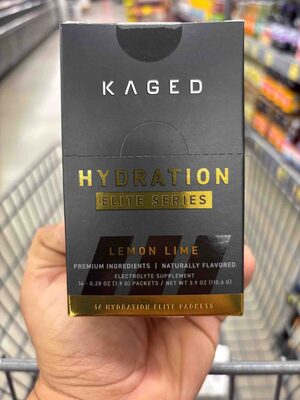 KAGED
HYDRATION
ELITE SERIES
LEMON LIME
PREMIUM INGREDIENTS | NATURALLY FLAVORED
ELECTROLYTE SUPPLEMENT
14 - 0.28 OZ (7.9 G) PACKETS / NET WT 3.9 OZ (110.6 G)
14 HYDRATION ELITE PACKETS